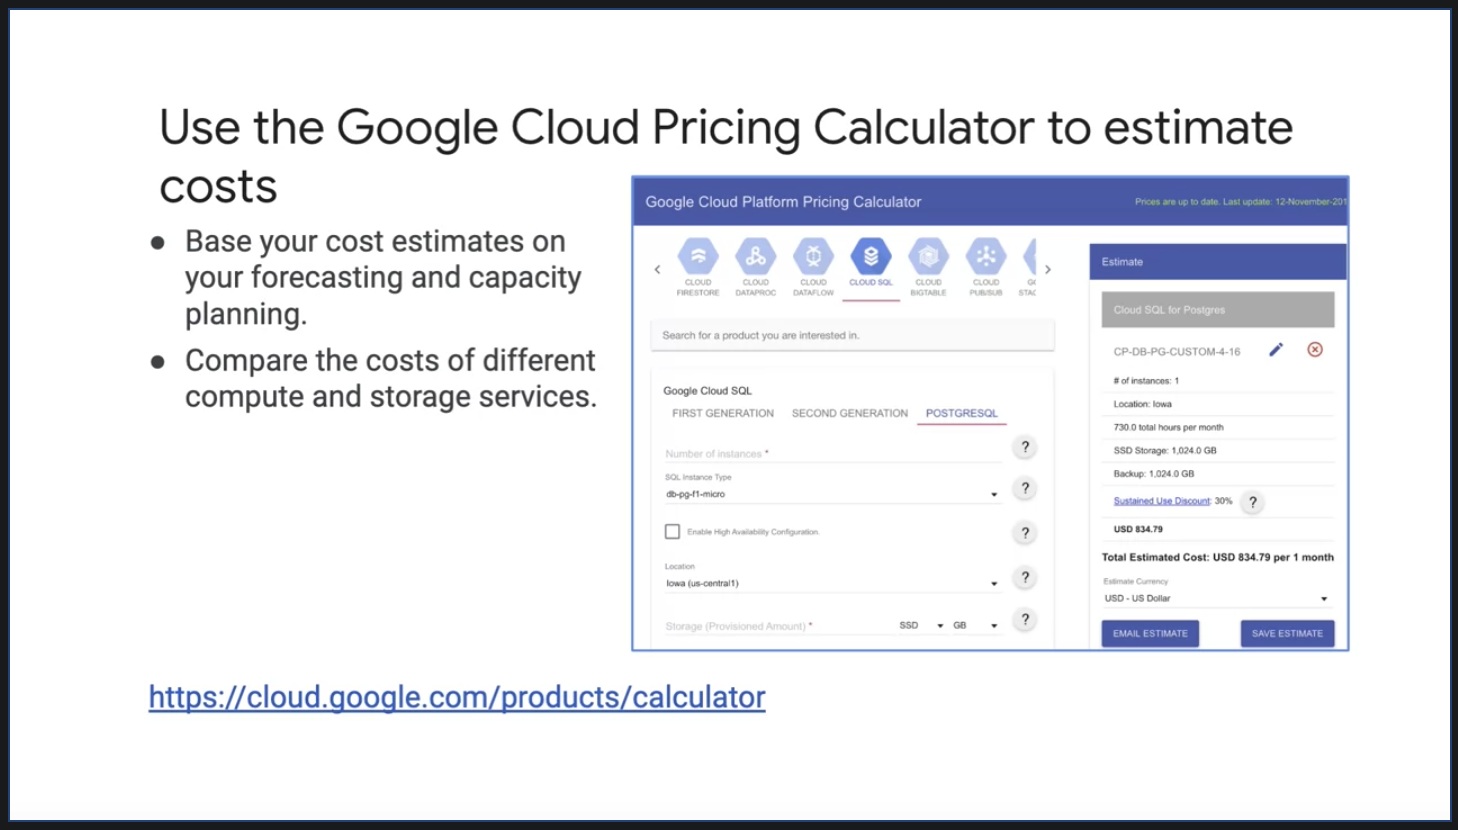 Use the Google Cloud Pricing Calculator to estimate
costs
● Base your cost estimates on
your forecasting and capacity
planning.
● Compare the costs of different
compute and storage services.
Google Cloud Platform Pricing Calculator
Prices are up to date. Last update: 12-November-201
CLOUD FIRESTORE
CLOUD DATAPROC
CLOUD DATAFLOW
CLOUD SQL
CLOUD BIGTABLE
CLOUD PUB/SUB
Search for a product you are interested in.
Google Cloud SQL
FIRST GENERATION SECOND GENERATION POSTGRESQL
Number of instances *
?
SQL Instance Type
db-pg-f1-micro
?
Enable High Availability Configuration.
?
Location
Iowa (us-central1)
?
Storage (Provisioned Amount) * SSD GB
?
Estimate
Cloud SQL for Postgres
CP-DB-PG-CUSTOM-4-16
# of instances: 1
Location: Iowa
730.0 total hours per month
SSD Storage: 1,024.0 GB
Backup: 1,024.0 GB
Sustained Use Discount: 30% ?
USD 834.79
Total Estimated Cost: USD 834.79 per 1 month
Estimate Currency
USD - US Dollar
EMAIL ESTIMATE SAVE ESTIMATE
https://cloud.google.com/products/calculator